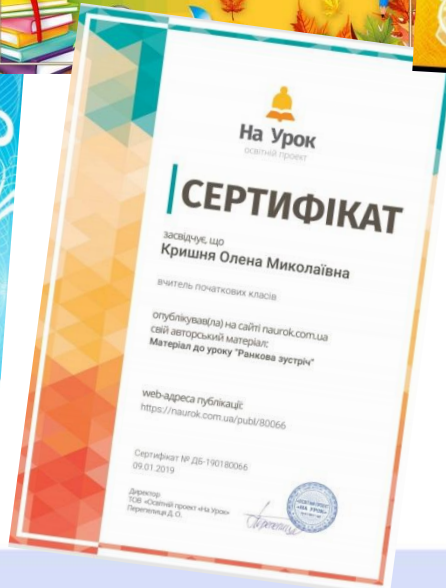 На Урок
освітній проект
СЕРТИФІКАТ
засвідчує, що
Кришня Олена Миколаївна
вчитель початкових класів
опублікував(ла) на сайті naurok.com.ua
свій авторський матеріал:
Матеріал до уроку "Ранкова зустріч"
web-адреса публікації:
https://naurok.com.ua/publ/80066
Сертифікат № ДБ-190180066
09.01.2019
Директор
ТОВ «Освітній проект «На Урок»
Перепелиця Д. О.
«НА УРОК»